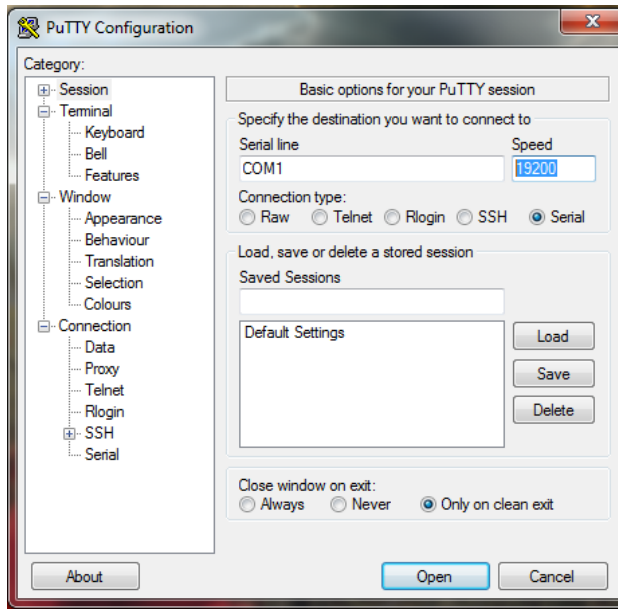 PuTTY Configuration
Category:
Session
Terminal
Keyboard
Bell
Features
Window
Appearance
Behaviour
Translation
Selection
Colours
Connection
Data
Proxy
Telnet
Rlogin
SSH
Serial
Basic options for your PuTTY session
Specify the destination you want to connect to
Serial line Speed
COM1 19200
Connection type:
Raw Telnet Rlogin SSH Serial
Load, save or delete a stored session
Saved Sessions
Default Settings
Load
Save
Delete
Close window on exit:
Always Never Only on clean exit
About Open Cancel